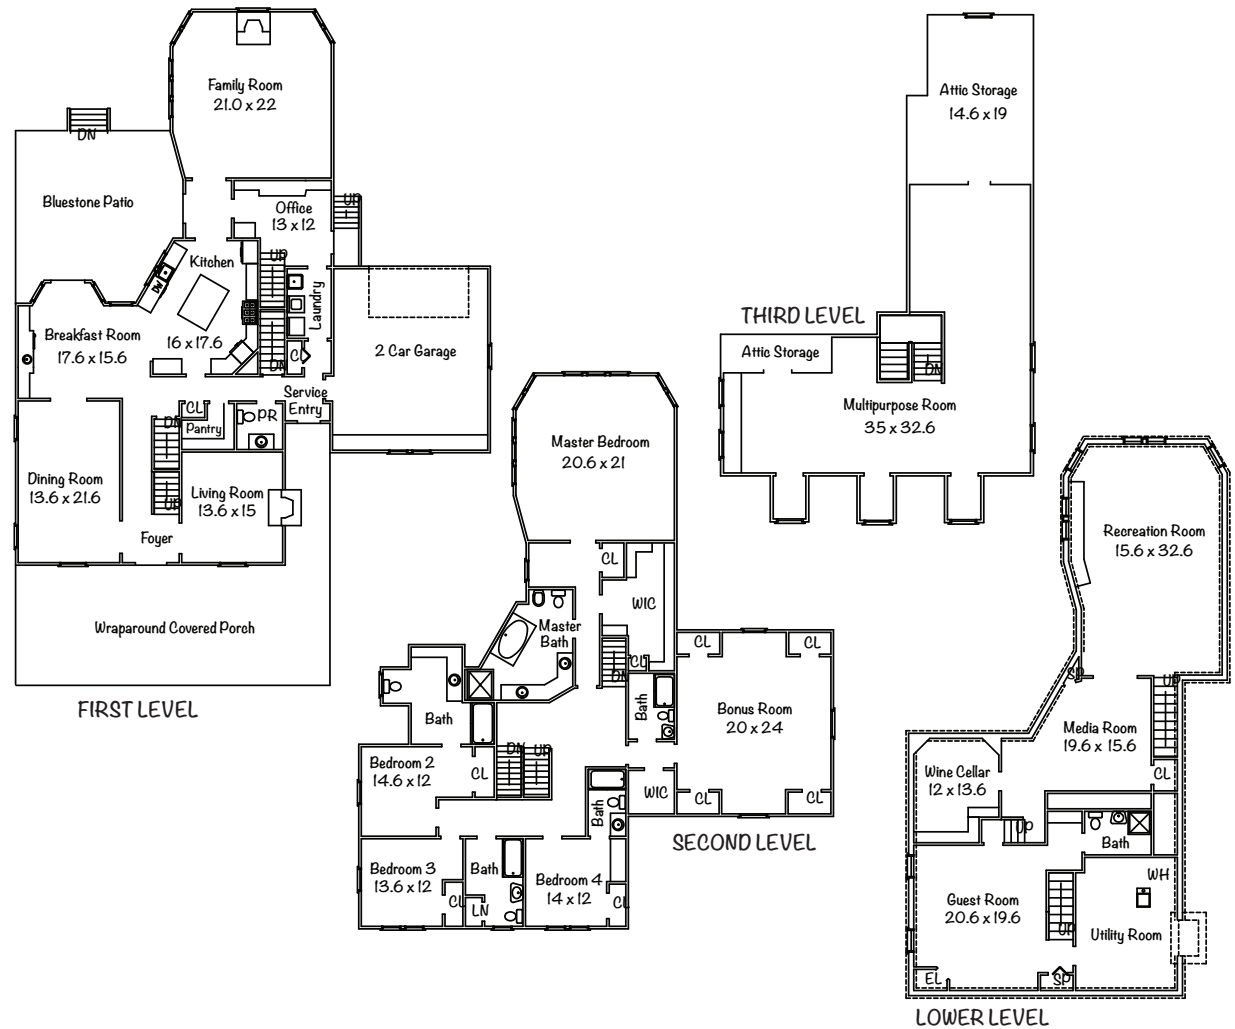 Family Room
21.0 x 22
DN
Bluestone Patio
UP
Office
13 x 12
Kitchen
UP
DW
Laundry
Breakfast Room
17.6 x 15.6
16 x 17.6
CL
DN
2 Car Garage
Service
Entry
CL
PR
Pantry
DN
Dining Room
13.6 x 21.6
UP
Living Room
13.6 x 15
Foyer
Wraparound Covered Porch
FIRST LEVEL
Attic Storage
14.6 x 19
THIRD LEVEL
Attic Storage
DN
Multipurpose Room
35 x 32.6
Master Bedroom
20.6 x 21
CL
WIC
Master
Bath
CL
DN
CL
CL
Bath
Bath
Bonus Room
20 x 24
Bedroom 2
14.6 x 12
CL
DN
UP
WIC
CL
CL
Bath
SECOND LEVEL
Bedroom 3
13.6 x 12
CL
Bath
LN
Bedroom 4
14 x 12
CL
Recreation Room
15.6 x 32.6
SP
UP
Media Room
19.6 x 15.6
CL
Wine Cellar
12 x 13.6
UP
Bath
WH
Guest Room
20.6 x 19.6
UP
Utility Room
EL
SP
LOWER LEVEL